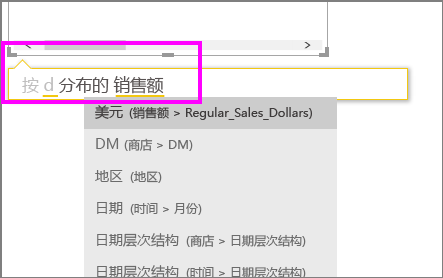 按 d 分布的 销售额
美元 (销售额 > Regular_Sales_Dollars)
DM (商店 > DM)
地区 (地区)
日期 (时间 > 月份)
日期层次结构 (商店 > 日期层次结构)
日期层次结构 (时间 > 日期层次结构)